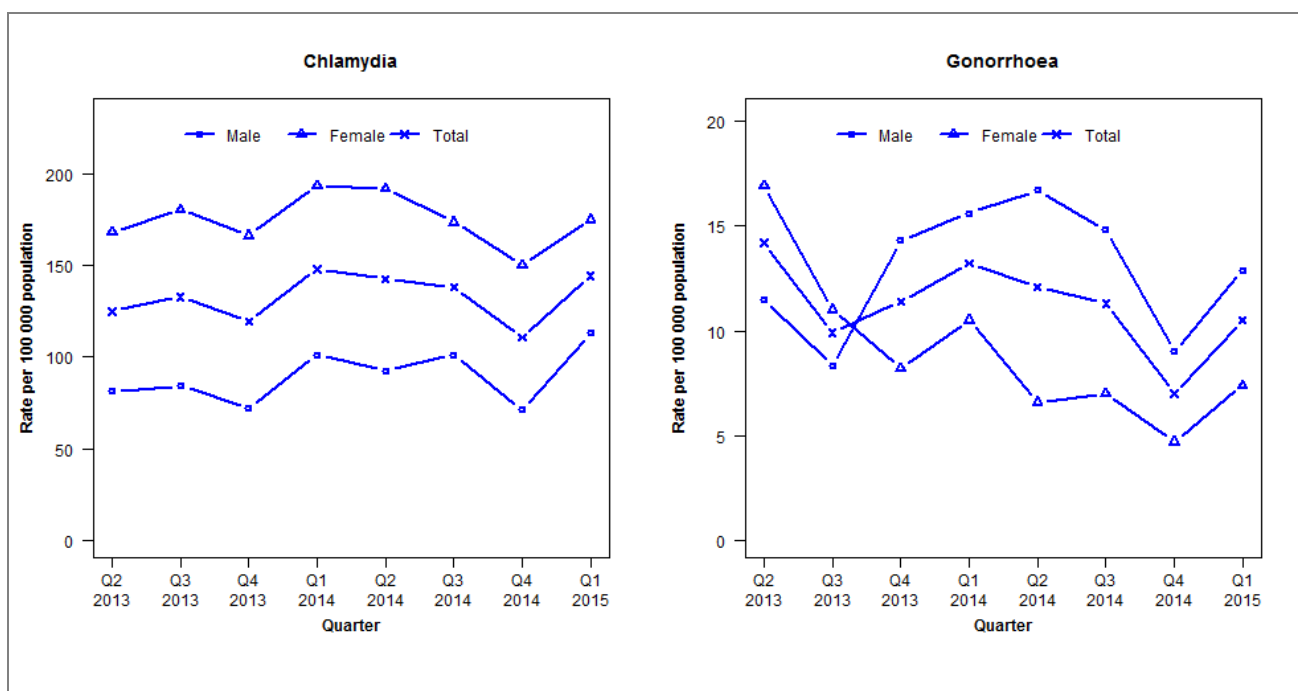 Chlamydia
Male Female Total
Rate per 100 000 population
200
150
100
50
0
Q2 Q3 Q4 Q1 Q2 Q3 Q4 Q1
2013 2013 2013 2014 2014 2014 2014 2015
Quarter
Gonorrhoea
Male Female Total
Rate per 100 000 population
20
15
10
5
0
Q2 Q3 Q4 Q1 Q2 Q3 Q4 Q1
2013 2013 2013 2014 2014 2014 2014 2015
Quarter